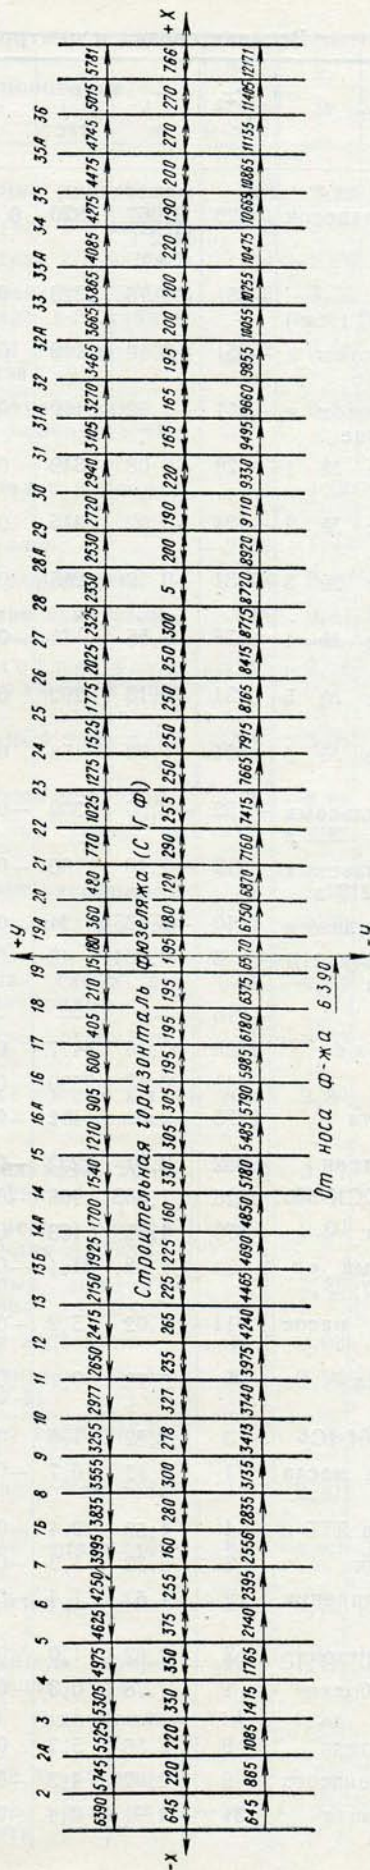 2 2А 3 5 6 7 7Б 8 9 10 11 12 13 13Б 14А 14 15 16А 16 17 18 19 +У 19А 20 21 22 23 24 25 26 27 28 28А 29 30 31 31А 32 32А 33 33А 34 35 35А 36
6390 5745 5525 5305 4975 4625 4250 3995 3835 3555 3255 2977 2690 2415 2150 1925 1700 1540 1210 905 600 405 210 15 180 360 480 770 1025 1275 1525 1775 2025 2325 2330 2530 2720 2940 3105 3270 3465 3665 3865 4085 4275 4475 4745 5075 5781
Строительная горизонталь фюзеляжа (С Г Ф)
-X 645 220 220 330 350 375 255 160 280 300 278 327 235 265 225 225 160 330 305 305 195 195 195 195 180 120 290 255 250 250 250 250 300 5 200 190 220 165 165 195 200 200 220 190 200 270 270 766 +X
645 865 1085 1415 1765 2140 2395 2556 2835 3135 3415 3740 3975 4240 4465 4690 4850 5180 5485 5790 5985 6180 6375 6570 6750 6870 7160 7415 7665 7915 8165 8415 8715 8720 8920 9110 9330 9495 9660 9855 10055 10255 10475 10665 10865 11155 11405 12171
От носа ф-жа 6390 -У